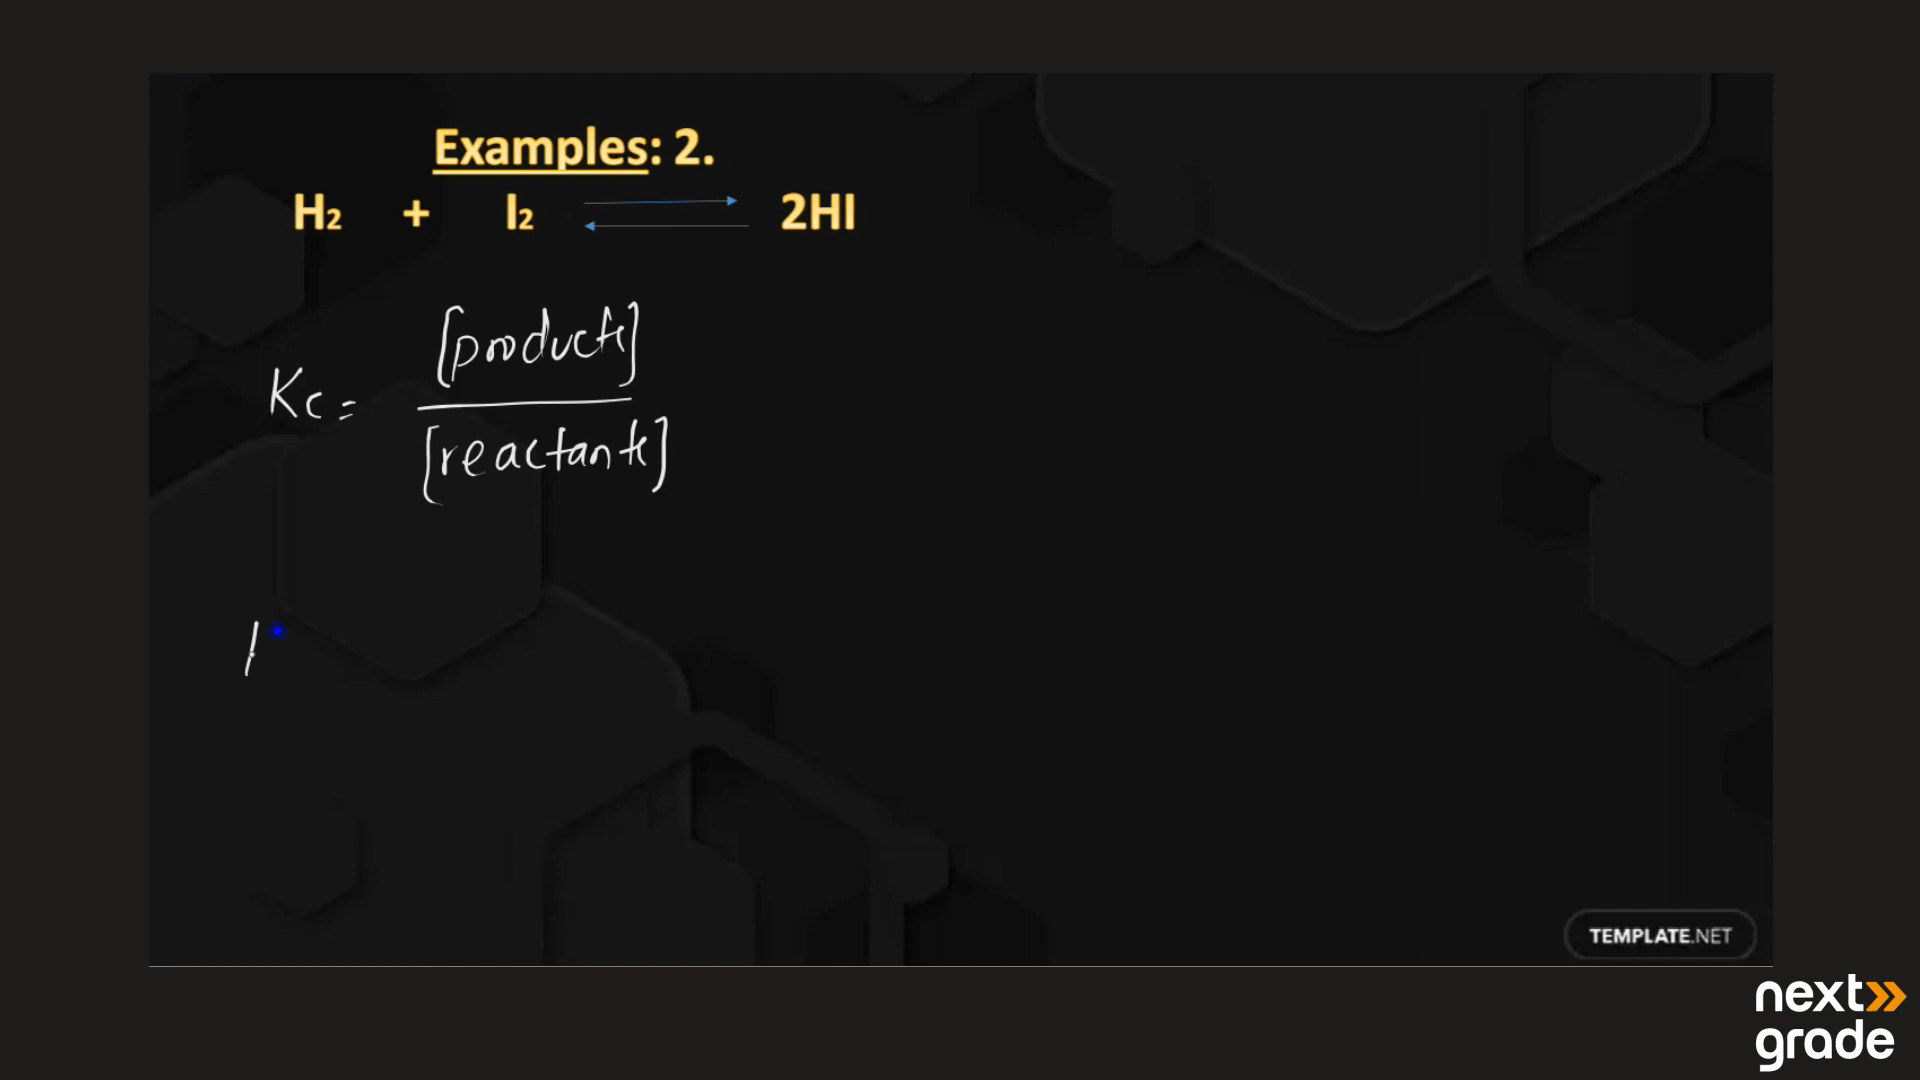 Examples: 2.
H₂ + I₂ ⇌ 2HI
[products]
Kc =
[reactants]
TEMPLATE.NET
next
grade